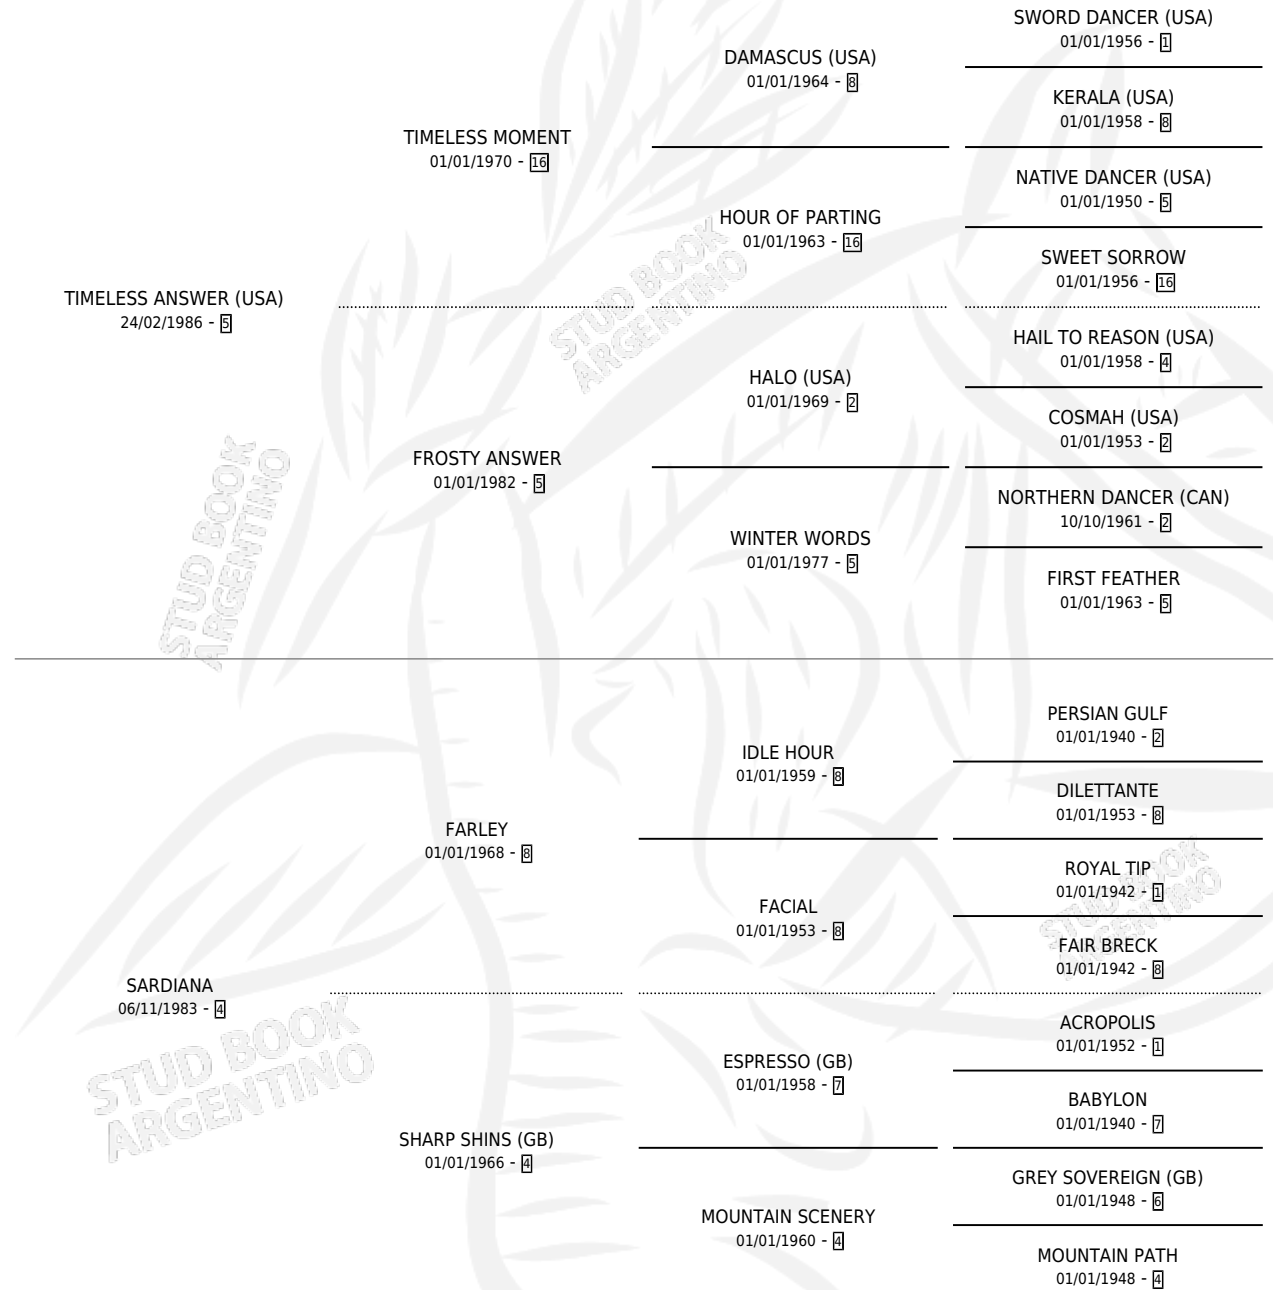 SWORD DANCER (USA)
01/01/1956 - 1
DAMASCUS (USA)
01/01/1964 - 8
KERALA (USA)
01/01/1958 - 8
TIMELESS MOMENT
01/01/1970 - 16
NATIVE DANCER (USA)
01/01/1950 - 5
HOUR OF PARTING
01/01/1963 - 16
SWEET SORROW
01/01/1956 - 16
TIMELESS ANSWER (USA)
24/02/1986 - 5
HAIL TO REASON (USA)
01/01/1958 - 4
HALO (USA)
01/01/1969 - 2
COSMAH (USA)
01/01/1953 - 2
FROSTY ANSWER
01/01/1982 - 5
NORTHERN DANCER (CAN)
10/10/1961 - 2
WINTER WORDS
01/01/1977 - 5
FIRST FEATHER
01/01/1963 - 5
PERSIAN GULF
01/01/1940 - 2
IDLE HOUR
01/01/1959 - 8
DILETTANTE
01/01/1953 - 8
FARLEY
01/01/1968 - 8
ROYAL TIP
01/01/1942 - 1
FACIAL
01/01/1953 - 8
FAIR BRECK
01/01/1942 - 8
SARDIANA
06/11/1983 - 4
ACROPOLIS
01/01/1952 - 1
ESPRESSO (GB)
01/01/1958 - 7
BABYLON
01/01/1940 - 7
SHARP SHINS (GB)
01/01/1966 - 4
GREY SOVEREIGN (GB)
01/01/1948 - 6
MOUNTAIN SCENERY
01/01/1960 - 4
MOUNTAIN PATH
01/01/1948 - 4
STUD BOOK
ARGENTINO
STUD BOOK
ARGENTINO
STUD BOOK
ARGENTINO
STUD BOOK
ARGENTINO